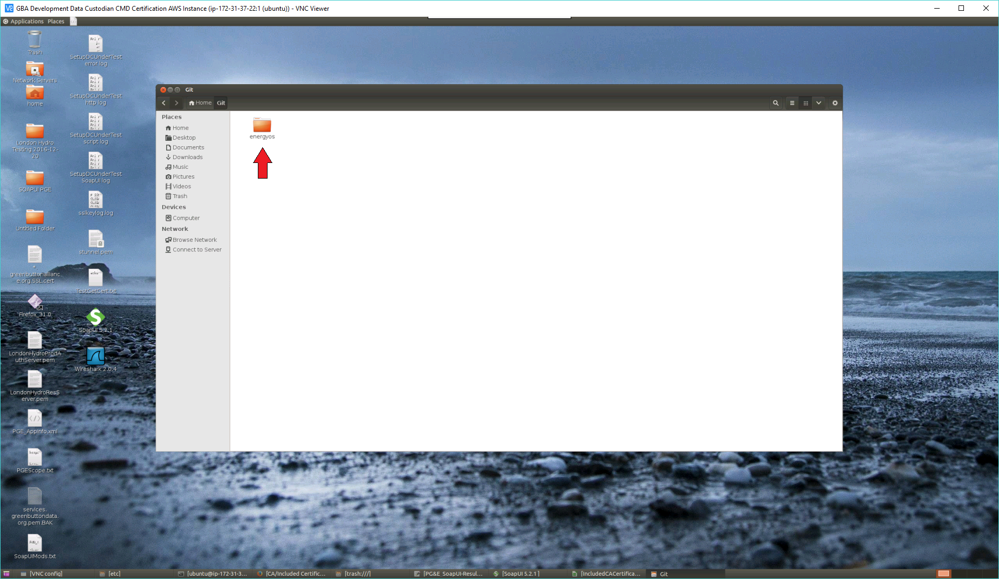 GBA Development Data Custodian CMD Certification AWS Instance (ip-172-31-37-22:1 (ubuntu)) - VNC Viewer
Applications Places
Trash
Network Servers
home
London Hydro
Testing 2016-12-
20
SOAPUI PGE
Untitled Folder
*.
greenbuttonallianc
e.org.SSL.cert
Firefox_31.0
LondonHydroProdA
uthServer.pem
LondonHydroResS
erver.pem
PGE_AppInfo.xml
PGEScope.txt
services.
greenbuttondata.
org.pem.BAK
SoapUIMods.txt
SetupDCUnderTest
error.log
SetupDCUnderTest
http.log
SetupDCUnderTest
script.log
SetupDCUnderTest
SoapUI.log
sslkeylog.log
stunnel.pem
TestGetCert.txt
SoapUI 5.2.1
Wireshark 2.0.4
Git
Home Git
Places
Home
Desktop
Documents
Downloads
Music
Pictures
Videos
Trash
Devices
Computer
Network
Browse Network
Connect to Server
energyos
[VNC config] [etc] [ubuntu@ip-172-31-3... [CA/Included Certific... [trash:///] [PG&E SoapUI-Resul... [SoapUI 5.2.1] [IncludedCACertifica... Git